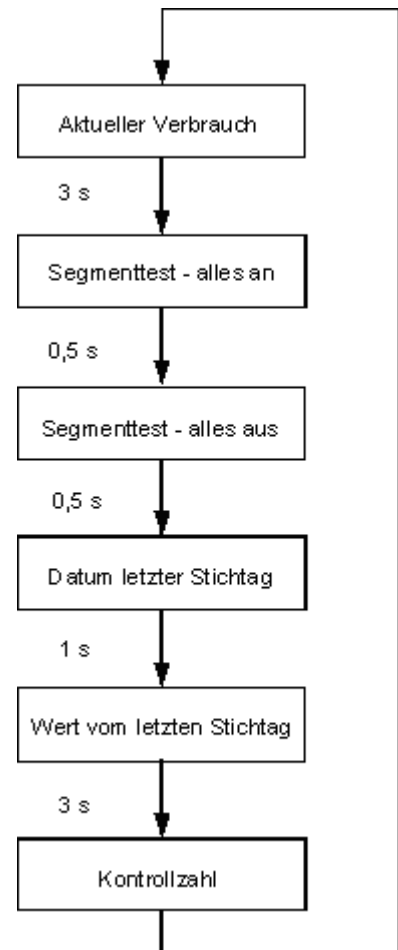 Aktueller Verbrauch
3 s
Segmenttest - alles an
0,5 s
Segmenttest - alles aus
0,5 s
Datum letzter Stichtag
1 s
Wert vom letzten Stichtag
3 s
Kontrollzahl